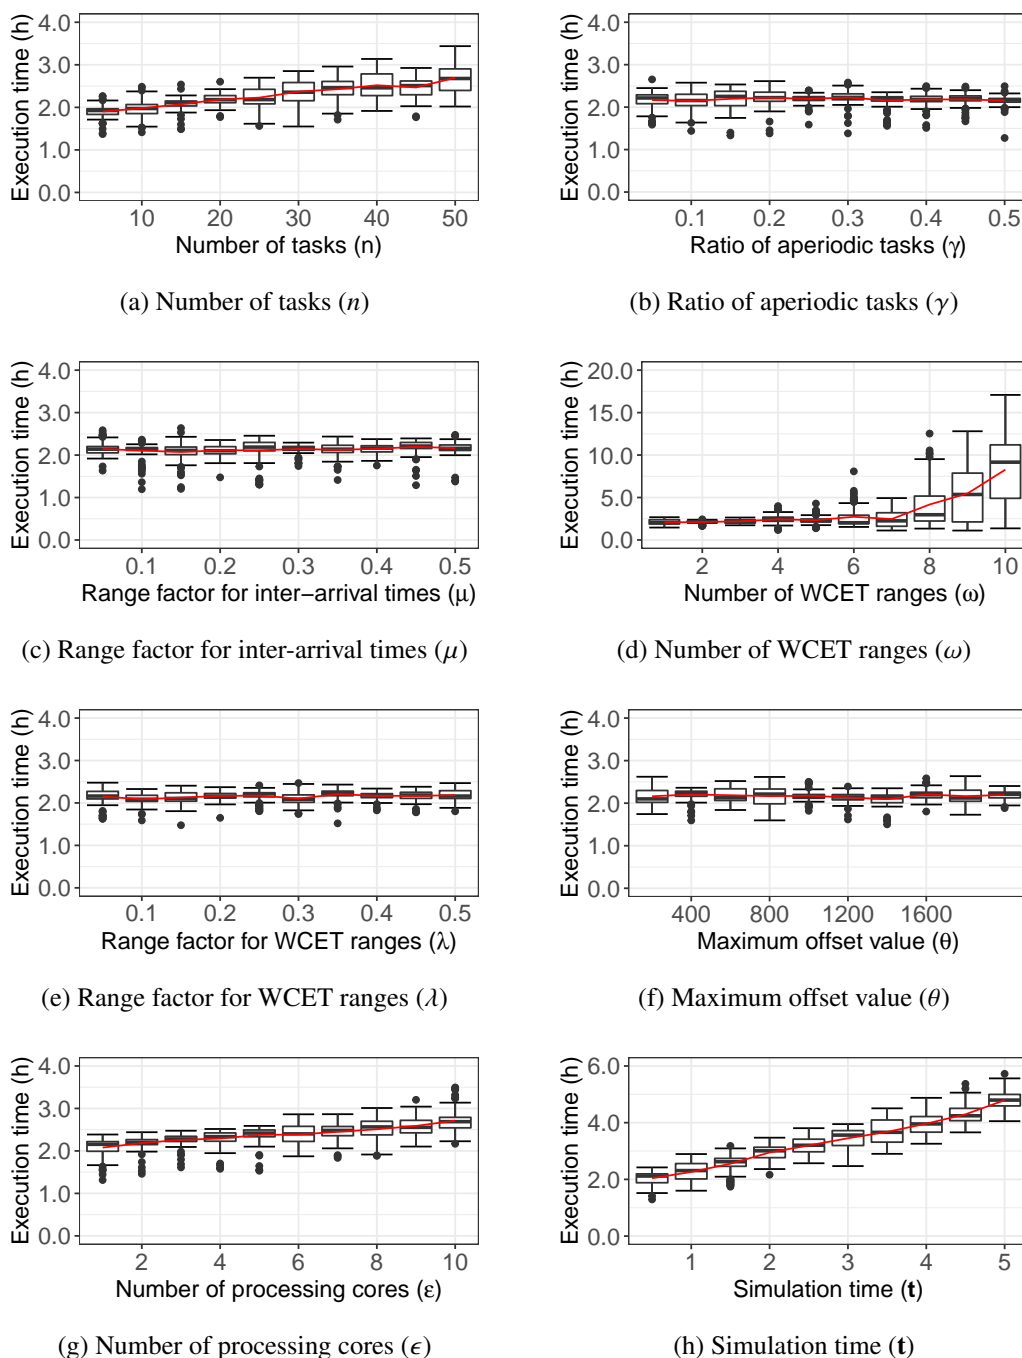 4.0
3.0
2.0
1.0
0.0
Execution time (h)
10 20 30 40 50
Number of tasks (n)
(a) Number of tasks (n)
4.0
3.0
2.0
1.0
0.0
Execution time (h)
0.1 0.2 0.3 0.4 0.5
Ratio of aperiodic tasks (γ)
(b) Ratio of aperiodic tasks (γ)
4.0
3.0
2.0
1.0
0.0
Execution time (h)
0.1 0.2 0.3 0.4 0.5
Range factor for inter−arrival times (μ)
(c) Range factor for inter-arrival times (μ)
20.0
15.0
10.0
5.0
0.0
Execution time (h)
2 4 6 8 10
Number of WCET ranges (ω)
(d) Number of WCET ranges (ω)
4.0
3.0
2.0
1.0
0.0
Execution time (h)
0.1 0.2 0.3 0.4 0.5
Range factor for WCET ranges (λ)
(e) Range factor for WCET ranges (λ)
4.0
3.0
2.0
1.0
0.0
Execution time (h)
400 800 1200 1600
Maximum offset value (θ)
(f) Maximum offset value (θ)
4.0
3.0
2.0
1.0
0.0
Execution time (h)
2 4 6 8 10
Number of processing cores (ε)
(g) Number of processing cores (ϵ)
6.0
4.0
2.0
0.0
Execution time (h)
1 2 3 4 5
Simulation time (t)
(h) Simulation time (t)